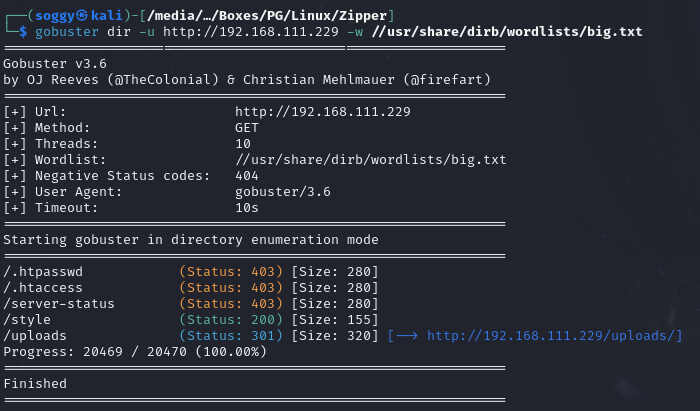 ┌──(soggy㉿kali)-[/media/…/Boxes/PG/Linux/Zipper]
└─$ gobuster dir -u http://192.168.111.229 -w //usr/share/dirb/wordlists/big.txt
===============================================================
Gobuster v3.6
by OJ Reeves (@TheColonial) & Christian Mehlmauer (@firefart)
===============================================================
[+] Url:                     http://192.168.111.229
[+] Method:                  GET
[+] Threads:                 10
[+] Wordlist:                //usr/share/dirb/wordlists/big.txt
[+] Negative Status codes:   404
[+] User Agent:              gobuster/3.6
[+] Timeout:                 10s
===============================================================
Starting gobuster in directory enumeration mode
===============================================================
/.htpasswd            (Status: 403) [Size: 280]
/.htaccess            (Status: 403) [Size: 280]
/server-status        (Status: 403) [Size: 280]
/style                (Status: 200) [Size: 155]
/uploads              (Status: 301) [Size: 320] [--> http://192.168.111.229/uploads/]
Progress: 20469 / 20470 (100.00%)
===============================================================
Finished
===============================================================